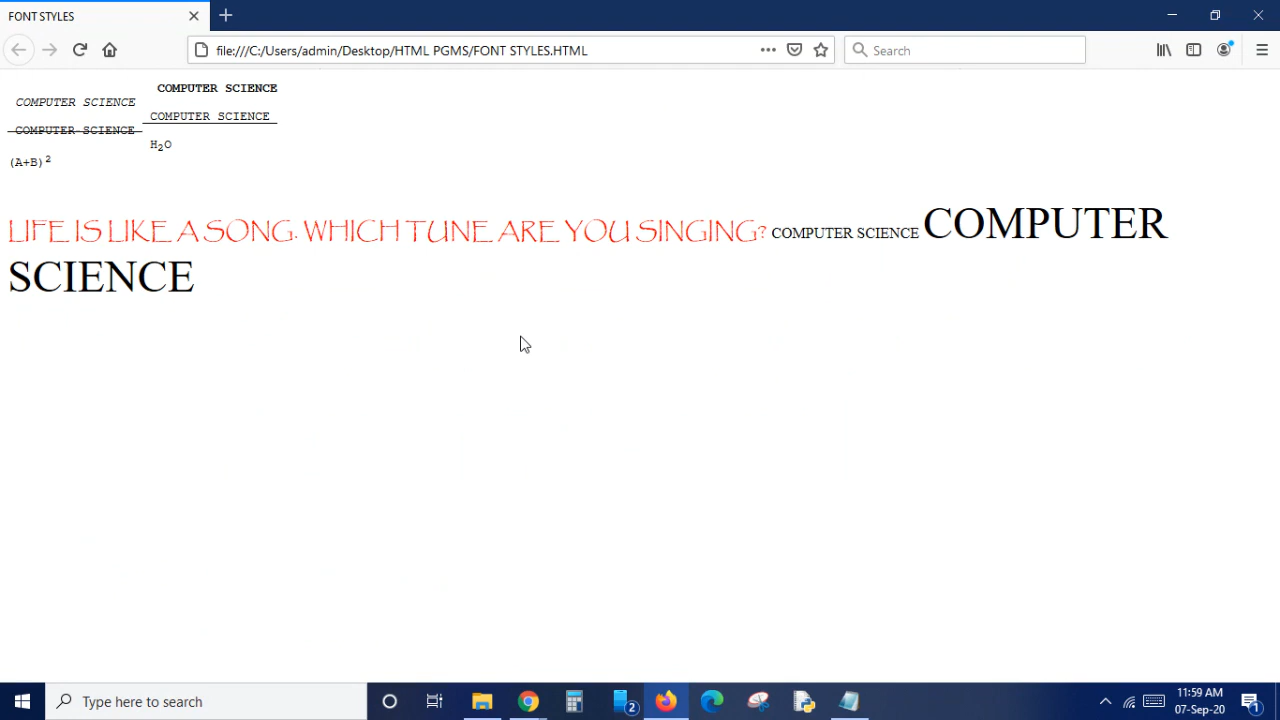 FONT STYLES
file:///C:/Users/admin/Desktop/HTML PGMS/FONT STYLES.HTML
Search
COMPUTER SCIENCE
COMPUTER SCIENCE
COMPUTER SCIENCE
COMPUTER SCIENCE
H₂O
(A+B)²
LIFE IS LIKE A SONG. WHICH TUNE ARE YOU SINGING? COMPUTER SCIENCE COMPUTER
SCIENCE
Type here to search
2
11:59 AM
07-Sep-20
1